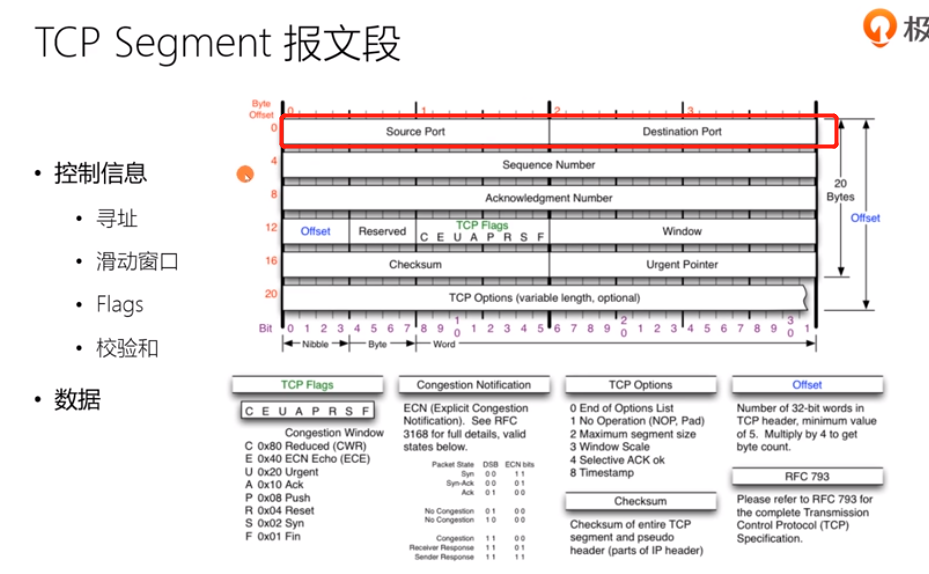 TCP Segment 报文段
极
• 控制信息
• 寻址
• 滑动窗口
• Flags
• 校验和
• 数据
Byte
Offset
0 1 2 3
0 Source Port Destination Port
4 Sequence Number
8 Acknowledgment Number
12 Offset Reserved TCP Flags Window
C E U A P R S F
16 Checksum Urgent Pointer
20 TCP Options (variable length, optional)
20
Bytes
Offset
Bit 0 1 2 3 4 5 6 7 8 9 1 0 1 2 3 4 5 6 7 8 9 2 0 1 2 3 4 5 6 7 8 9 3 0 1
Nibble Byte Word
TCP Flags
C E U A P R S F
Congestion Window
C 0x80 Reduced (CWR)
E 0x40 ECN Echo (ECE)
U 0x20 Urgent
A 0x10 Ack
P 0x08 Push
R 0x04 Reset
S 0x02 Syn
F 0x01 Fin
Congestion Notification
ECN (Explicit Congestion
Notification). See RFC
3168 for full details, valid
states below.
Packet State DSB ECN bits
Syn 0 0 1 1
Syn-Ack 0 0 0 1
Ack 0 1 0 0
No Congestion 0 1 0 0
No Congestion 1 0 0 0
Congestion 1 1 0 0
Receiver Response 1 1 0 1
Sender Response 1 1 1 1
TCP Options
0 End of Options List
1 No Operation (NOP, Pad)
2 Maximum segment size
3 Window Scale
4 Selective ACK ok
8 Timestamp
Checksum
Checksum of entire TCP
segment and pseudo
header (parts of IP header)
Offset
Number of 32-bit words in
TCP header, minimum value
of 5. Multiply by 4 to get
byte count.
RFC 793
Please refer to RFC 793 for
the complete Transmission
Control Protocol (TCP)
Specification.